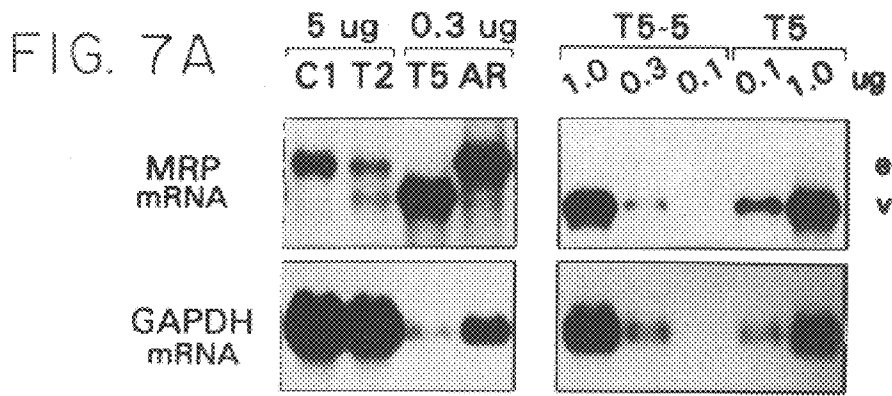 FIG. 7A
5 ug 0.3 ug T5-5 T5
C1 T2 T5 AR 1.0 0.3 0.1 0.1 1.0 ug
MRP
mRNA
e
v
GAPDH
mRNA